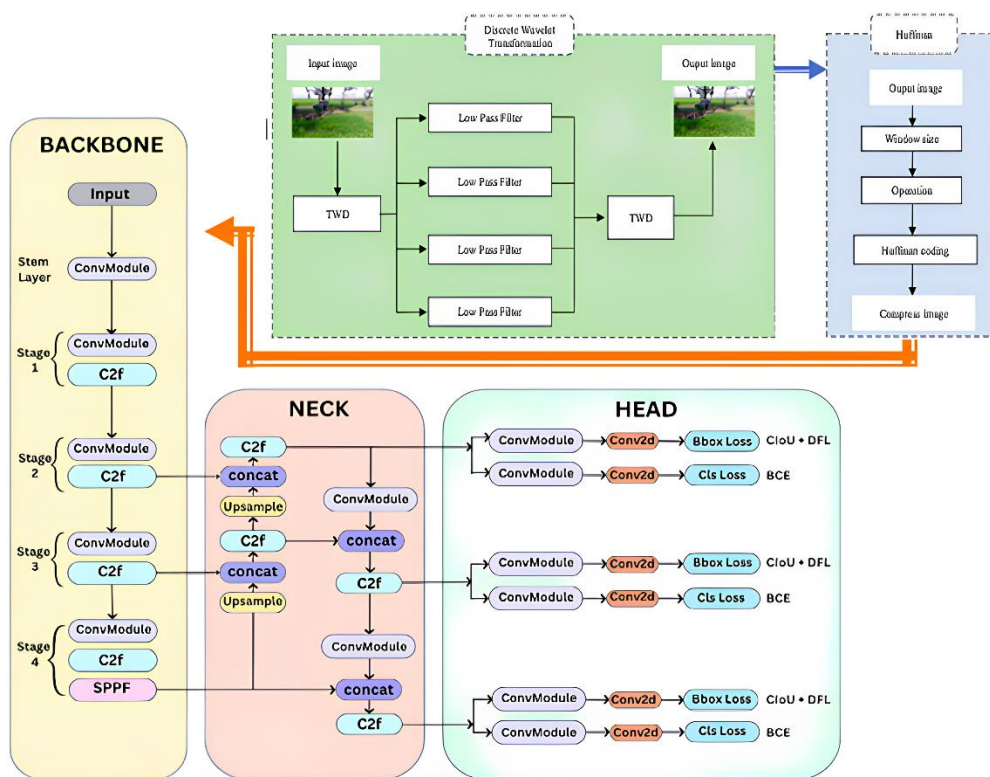 Discrete Wavelet
Transformation
Input image
Ouput image
Low Pass Filter
Low Pass Filter
TWD
TWD
Low Pass Filter
Low Pass Filter
Huffman
Ouput image
Window size
Operation
Huffman coding
Compress image
BACKBONE
Input
Stem
Layer
ConvModule
Stage
1
ConvModule
C2f
Stage
2
ConvModule
C2f
Stage
3
ConvModule
C2f
Stage
4
ConvModule
C2f
SPPF
NECK
C2f
concat
Upsample
C2f
concat
Upsample
ConvModule
concat
C2f
ConvModule
concat
C2f
HEAD
ConvModule Conv2d Bbox Loss CIoU + DFL
ConvModule Conv2d Cls Loss BCE
ConvModule Conv2d Bbox Loss CIoU + DFL
ConvModule Conv2d Cls Loss BCE
ConvModule Conv2d Bbox Loss CIoU + DFL
ConvModule Conv2d Cls Loss BCE